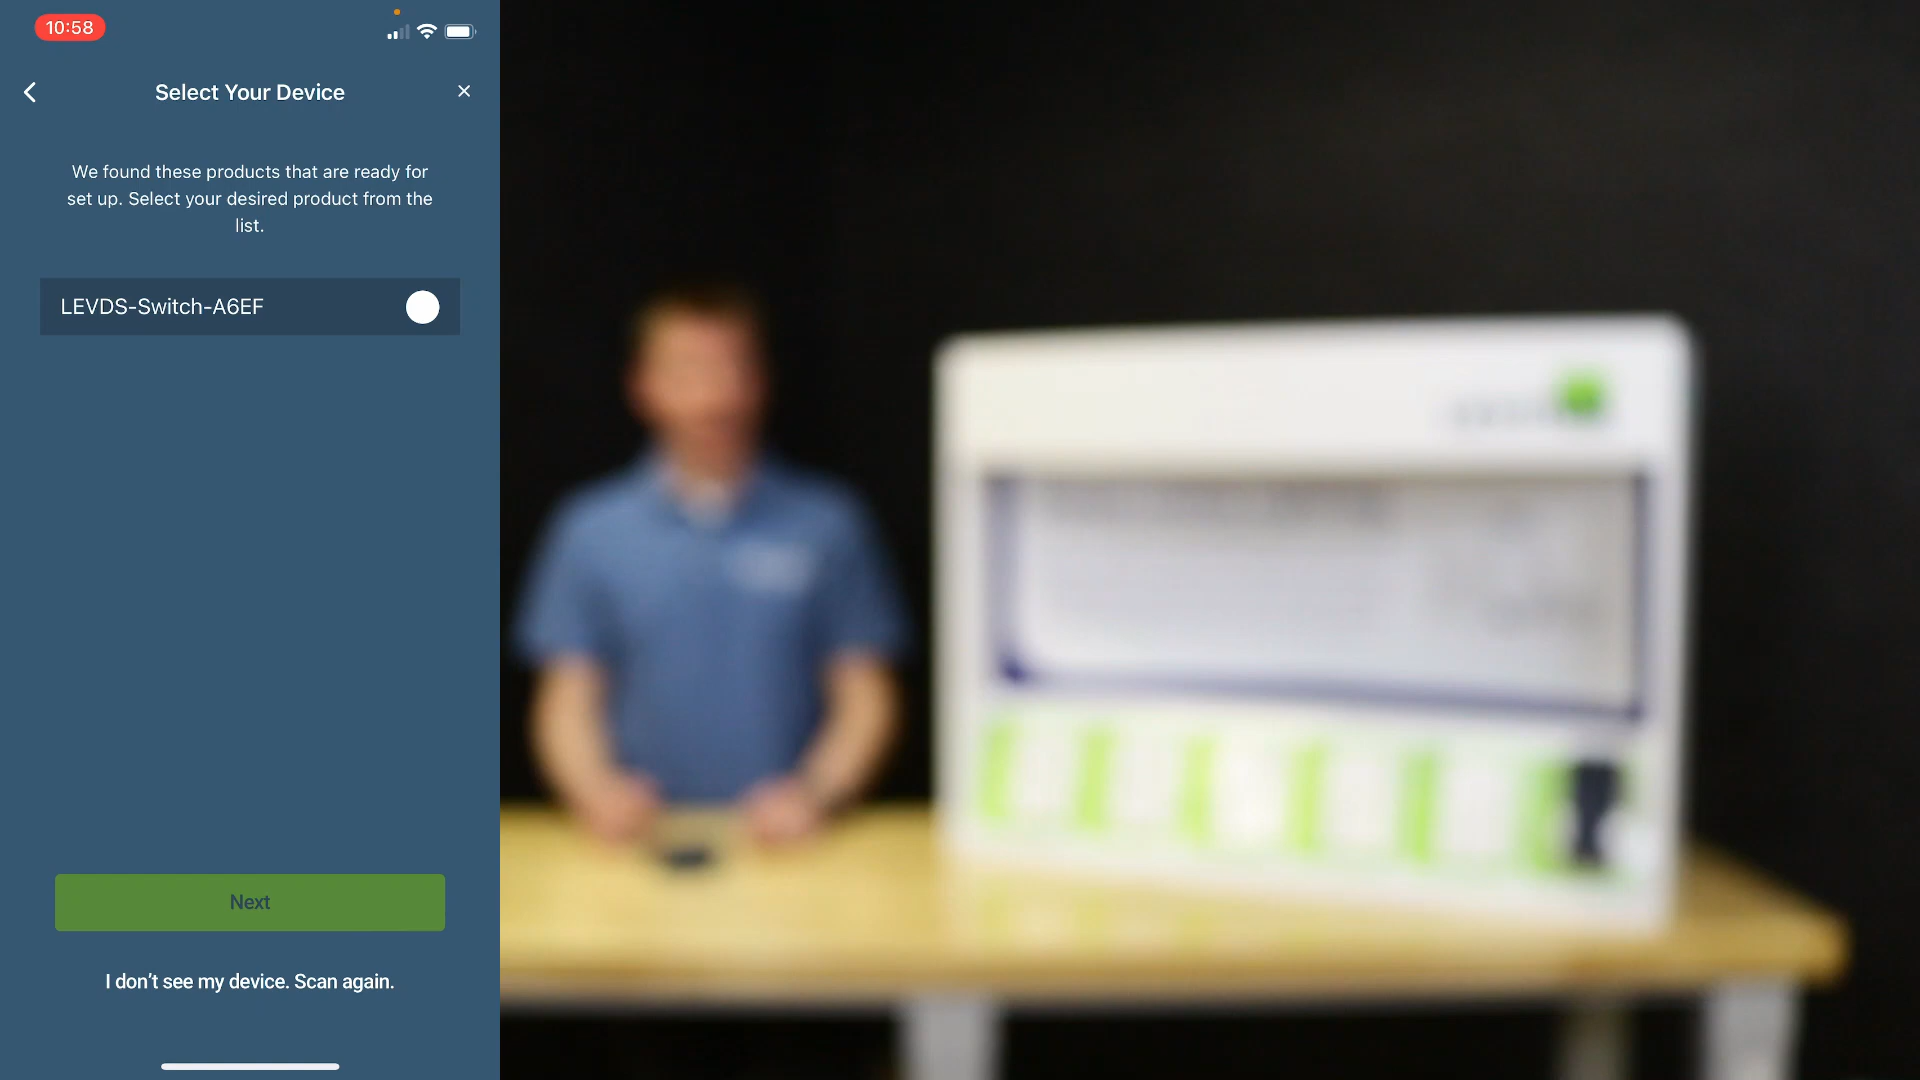 10:58
Select Your Device
We found these products that are ready for
set up. Select your desired product from the
list.
LEVDS-Switch-A6EF
Next
I don’t see my device. Scan again.